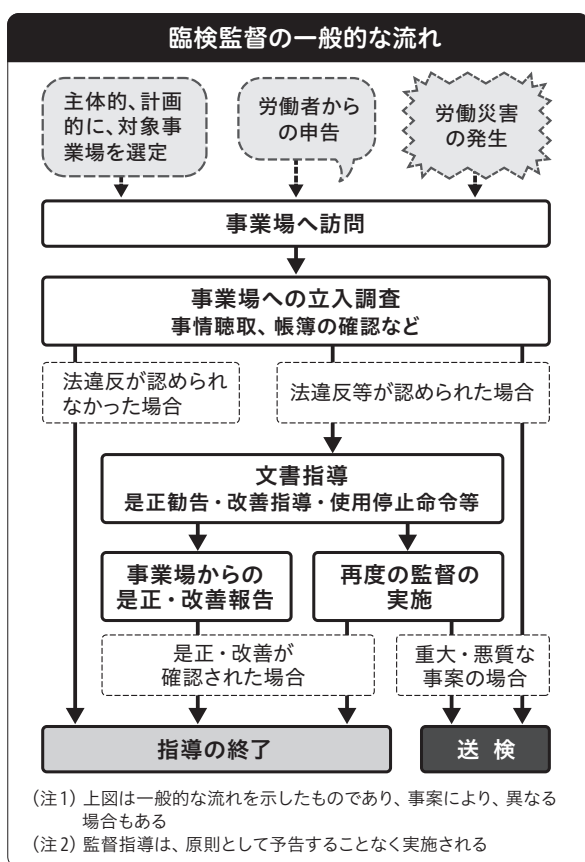 臨検監督の一般的な流れ
主体的、計画
的に、対象事
業場を選定
労働者から
の申告
労働災害
の発生
事業場へ訪問
事業場への立入調査
事情聴取、帳簿の確認など
法違反が認められ
なかった場合
法違反等が認められた場合
文書指導
是正勧告・改善指導・使用停止命令等
事業場からの
是正・改善報告
再度の監督の
実施
是正・改善が
確認された場合
重大・悪質な
事案の場合
指導の終了
送 検
(注1) 上図は一般的な流れを示したものであり、事案により、異なる
場合もある
(注2) 監督指導は、原則として予告することなく実施される